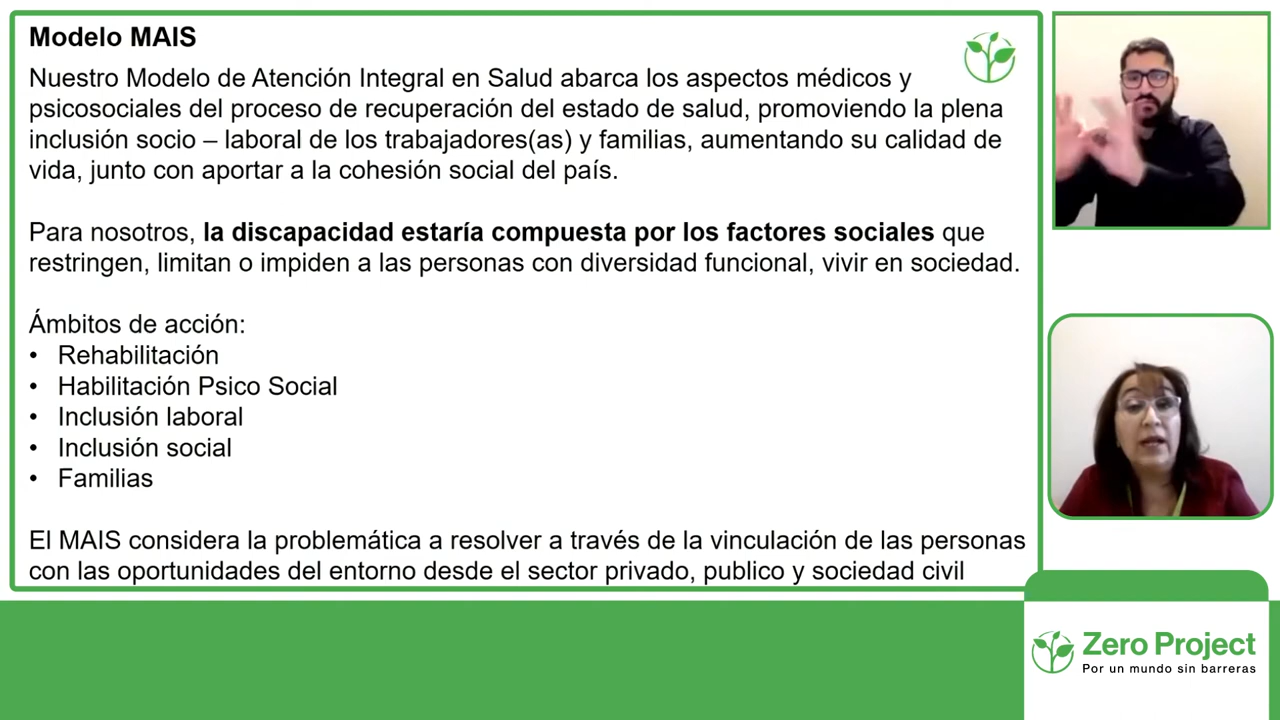 Modelo MAIS
Nuestro Modelo de Atención Integral en Salud abarca los aspectos médicos y
psicosociales del proceso de recuperación del estado de salud, promoviendo la plena
inclusión socio – laboral de los trabajadores(as) y familias, aumentando su calidad de
vida, junto con aportar a la cohesión social del país.
Para nosotros, la discapacidad estaría compuesta por los factores sociales que
restringen, limitan o impiden a las personas con diversidad funcional, vivir en sociedad.
Ámbitos de acción:
• Rehabilitación
• Habilitación Psico Social
• Inclusión laboral
• Inclusión social
• Familias
El MAIS considera la problemática a resolver a través de la vinculación de las personas
con las oportunidades del entorno desde el sector privado, publico y sociedad civil
Zero Project
Por un mundo sin barreras